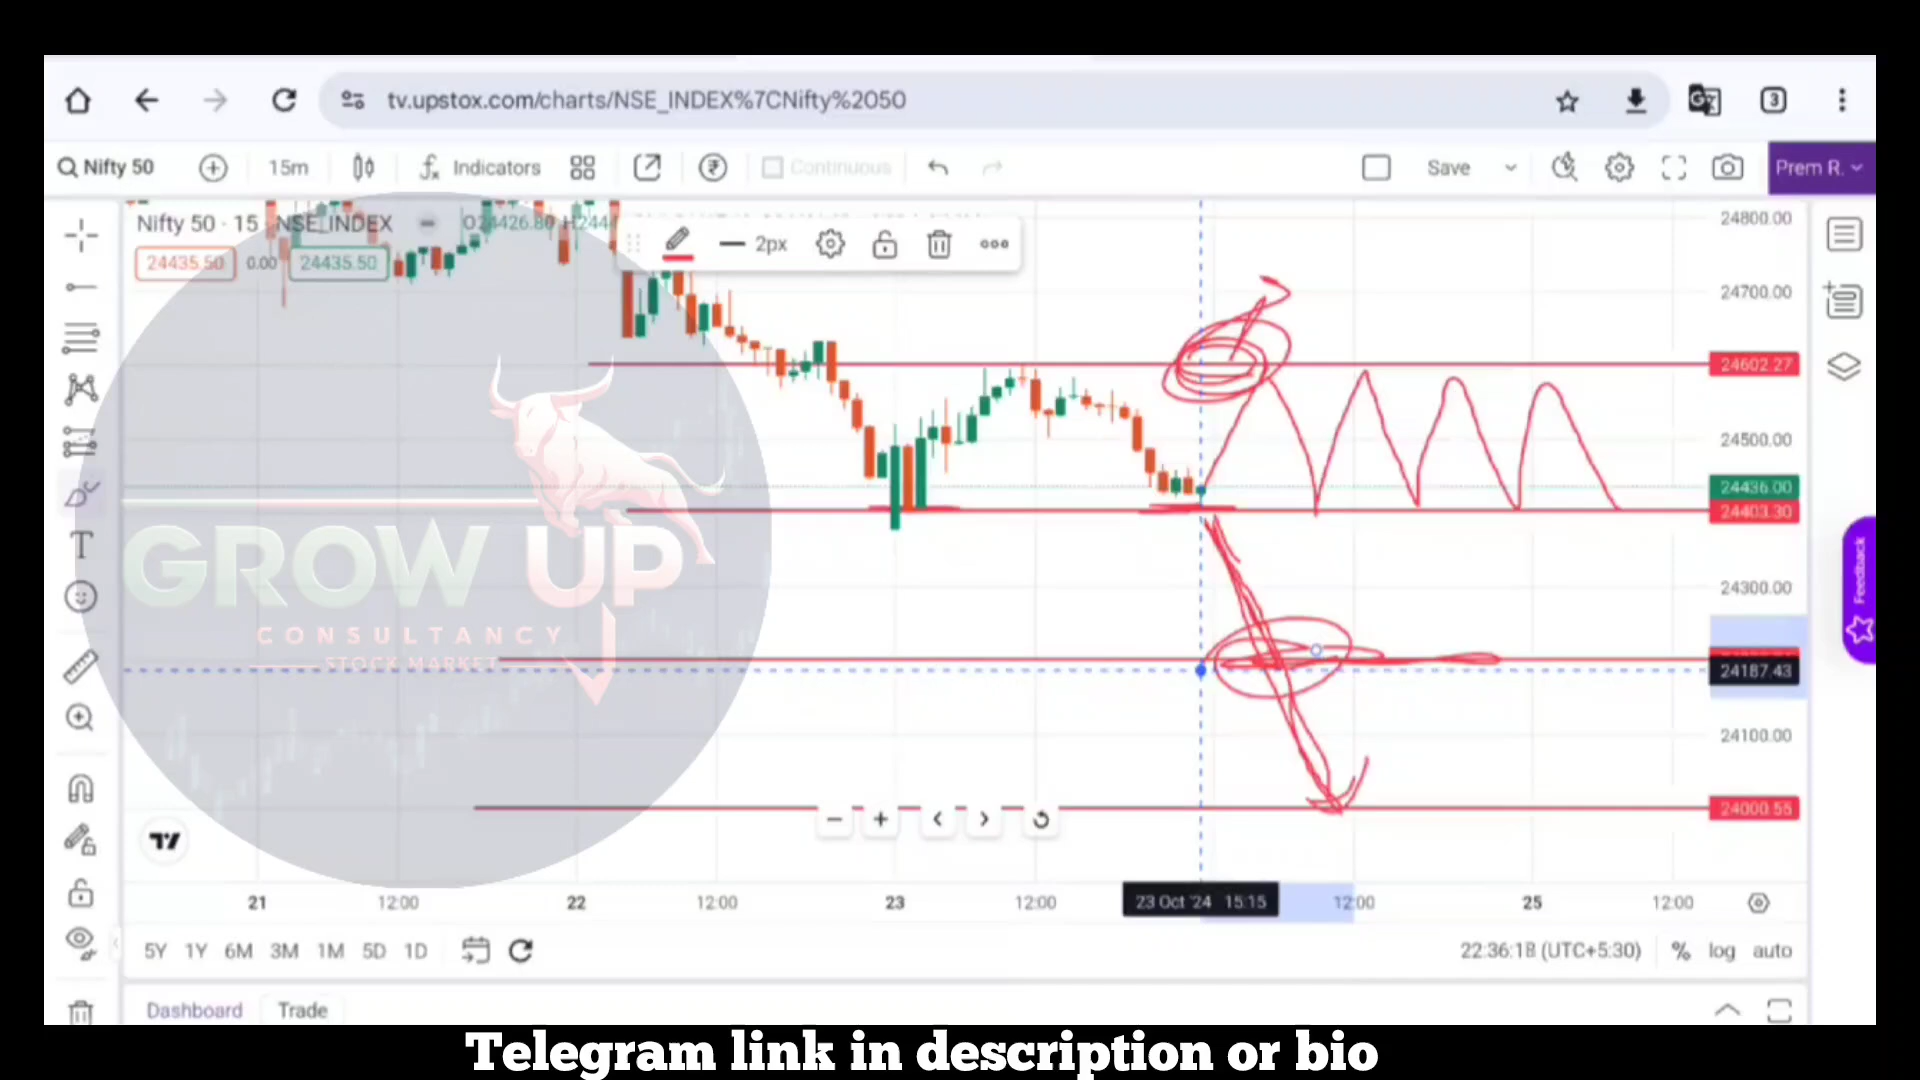 tv.upstox.com/charts/NSE_INDEX%7CNifty%2050
3
Nifty 50
15m
Indicators
Continuous
Save
Prem R.
Nifty 50 · 15 · NSE_INDEX
O24426.80 H244
24435.50
0.00
24435.50
2px
24800.00
24700.00
24602.27
24500.00
24436.00
24403.30
24300.00
24187.43
24100.00
24000.55
Feedback
GROW UP
CONSULTANCY
STOCK MARKET
21
12:00
22
12:00
23
12:00
23 Oct '24 15:15
12:00
25
12:00
5Y 1Y 6M 3M 1M 5D 1D
22:36:18 (UTC+5:30)
% log auto
Dashboard
Trade
Telegram link in description or bio